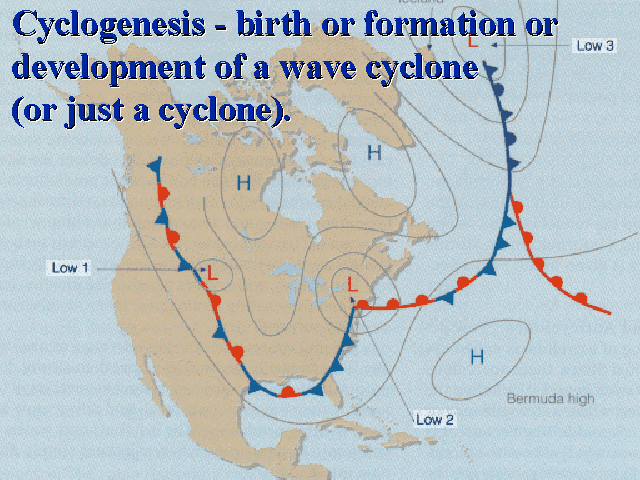 Cyclogenesis - birth or formation or
development of a wave cyclone
(or just a cyclone).
Iceland
L
Low 3
H
H
Low 1
L
L
H
Bermuda high
Low 2